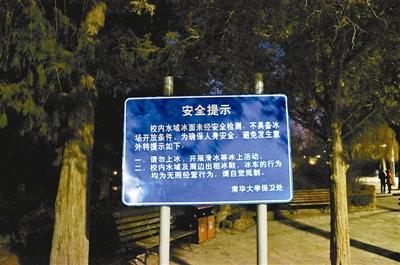 安全提示
校内水域冰面未经安全检测，不具备冰
场开放条件，为确保人身安全，避免发生意
外特提示如下：
一、请勿上冰，开展滑冰等冰上活动。
二、校内水域及周边出租冰鞋、冰车的行为
均为无照经营行为，请自觉抵制。
清华大学保卫处